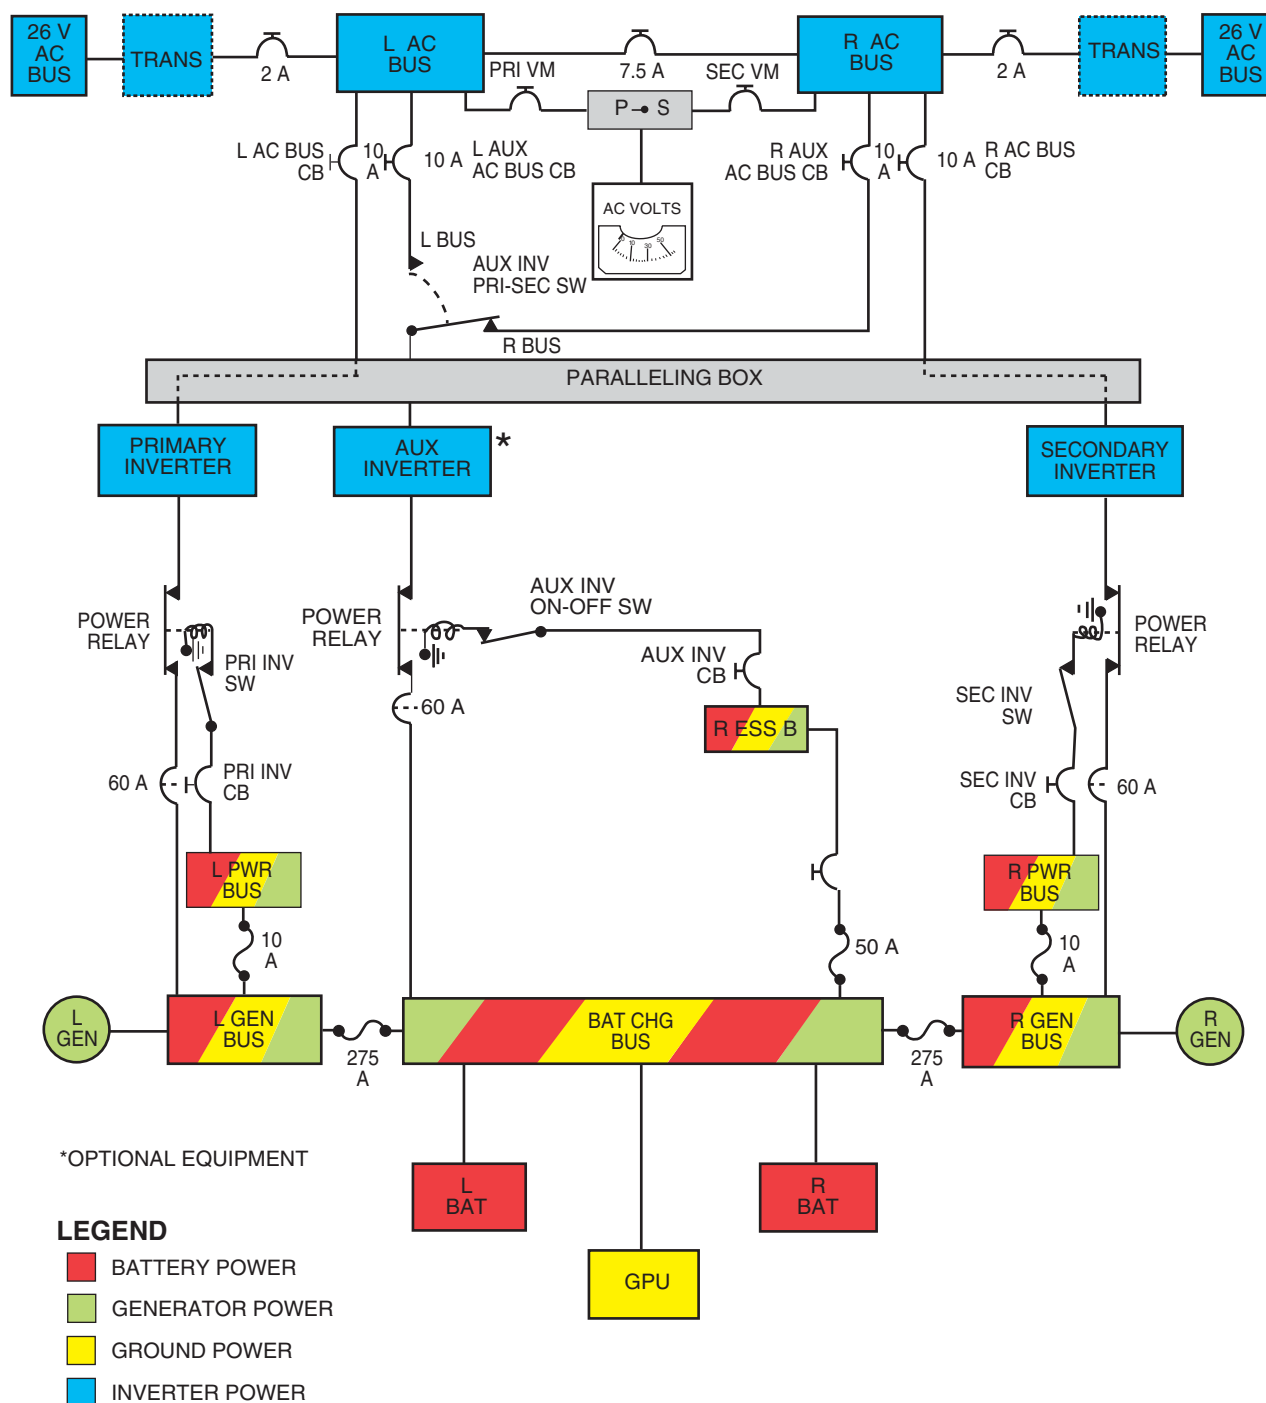 26 V
AC
BUS
TRANS
2 A
L AC
BUS
PRI VM
7.5 A
SEC VM
R AC
BUS
2 A
TRANS
26 V
AC
BUS
P S
L AC BUS
CB
10
A
10 A
L AUX
AC BUS CB
R AUX
AC BUS CB
10
A
10 A
R AC BUS
CB
AC VOLTS
10
30
50
L BUS
AUX INV
PRI-SEC SW
R BUS
PARALLELING BOX
PRIMARY
INVERTER
AUX
INVERTER
*
SECONDARY
INVERTER
POWER
RELAY
PRI INV
SW
POWER
RELAY
AUX INV
ON-OFF SW
AUX INV
CB
POWER
RELAY
SEC INV
SW
60 A
R ESS B
60 A
PRI INV
CB
SEC INV
CB
60 A
L PWR
BUS
R PWR
BUS
10
A
50 A
10
A
L
GEN
L GEN
BUS
275
A
BAT CHG
BUS
275
A
R GEN
BUS
R
GEN
*OPTIONAL EQUIPMENT
L
BAT
R
BAT
GPU
LEGEND
BATTERY POWER
GENERATOR POWER
GROUND POWER
INVERTER POWER